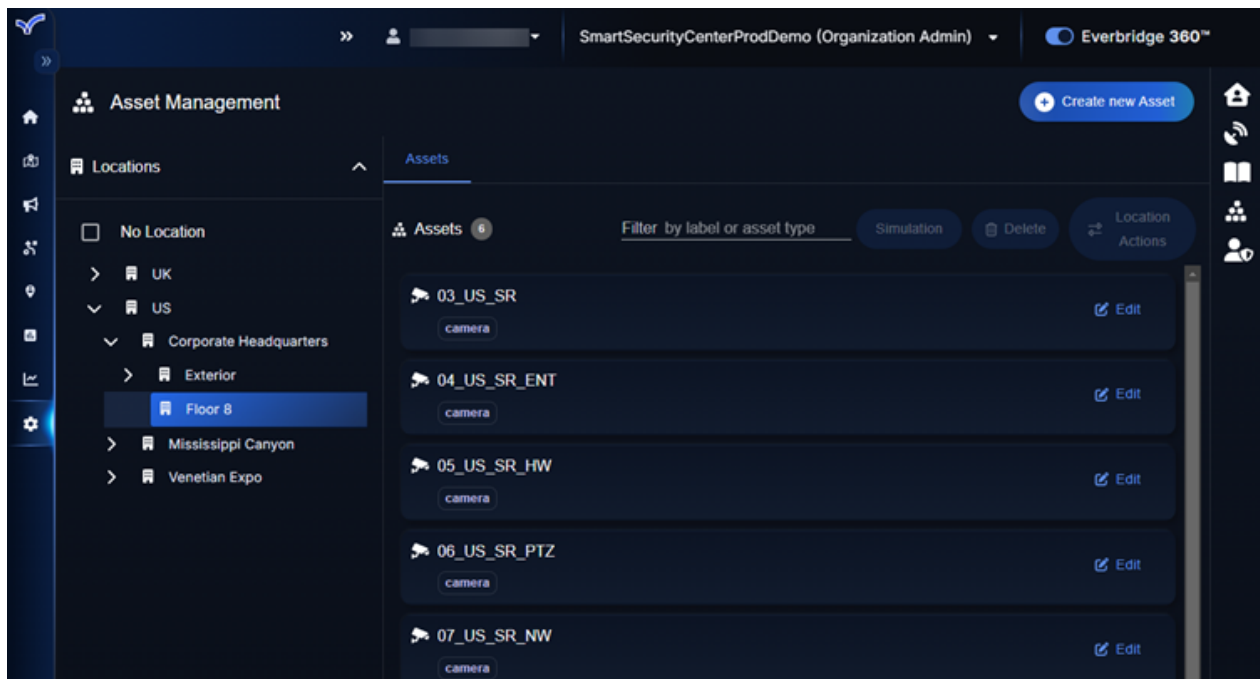 SmartSecurityCenterProdDemo (Organization Admin)
Everbridge 360™
Asset Management
Create new Asset
Locations
No Location
UK
US
Corporate Headquarters
Exterior
Floor 8
Mississippi Canyon
Venetian Expo
Assets
Assets 6
Filter by label or asset type
Simulation
Delete
Location
Actions
03_US_SR
camera
Edit
04_US_SR_ENT
camera
Edit
05_US_SR_HW
camera
Edit
06_US_SR_PTZ
camera
Edit
07_US_SR_NW
camera
Edit